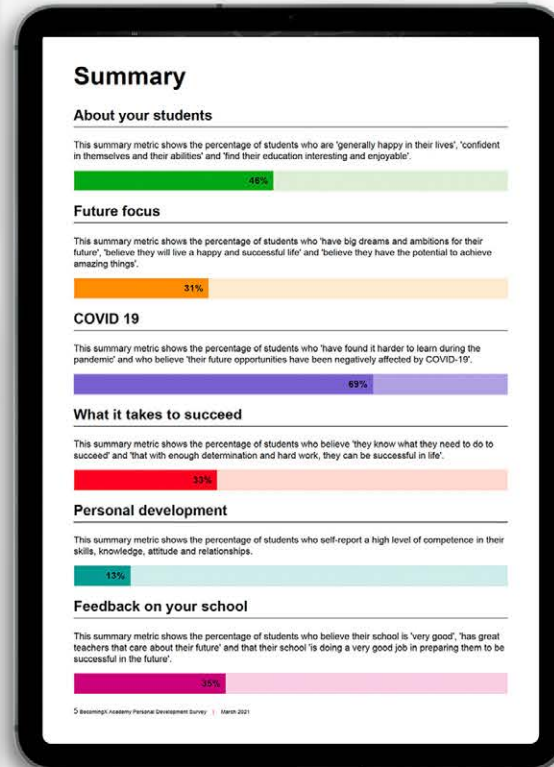 Summary
About your students
This summary metric shows the percentage of students who are 'generally happy in their lives', 'confident
in themselves and their abilities' and 'find their education interesting and enjoyable'.
46%
Future focus
This summary metric shows the percentage of students who 'have big dreams and ambitions for their
future', 'believe they will live a happy and successful life' and 'believe they have the potential to achieve
amazing things'.
31%
COVID 19
This summary metric shows the percentage of students who 'have found it harder to learn during the
pandemic' and who believe 'their future opportunities have been negatively affected by COVID-19'.
69%
What it takes to succeed
This summary metric shows the percentage of students who believe 'they know what they need to do to
succeed' and 'that with enough determination and hard work, they can be successful in life'.
33%
Personal development
This summary metric shows the percentage of students who self-report a high level of competence in their
skills, knowledge, attitude and relationships.
13%
Feedback on your school
This summary metric shows the percentage of students who believe their school is 'very good', 'has great
teachers that care about their future' and that their school 'is doing a very good job in preparing them to be
successful in the future'.
35%
5 BecomingX Academy Personal Development Survey | March 2021